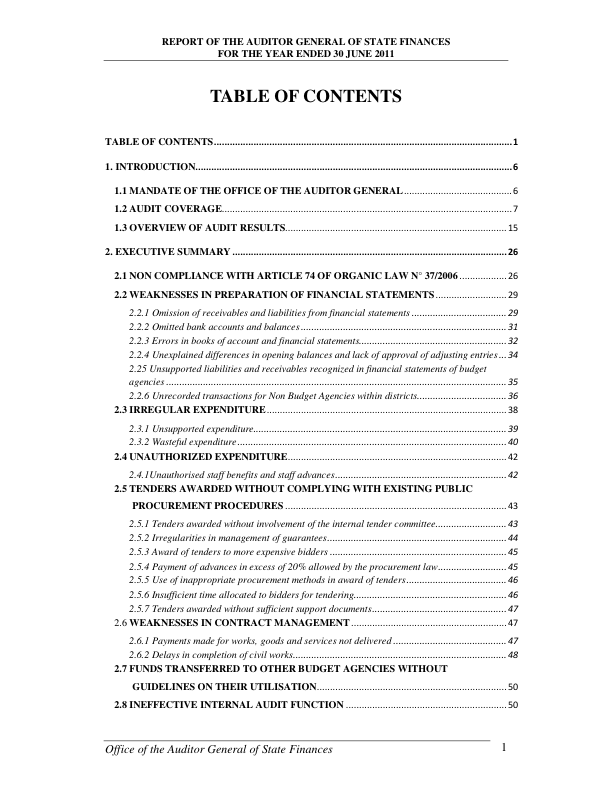 REPORT OF THE AUDITOR GENERAL OF STATE FINANCES
FOR THE YEAR ENDED 30 JUNE 2011
TABLE OF CONTENTS
TABLE OF CONTENTS....................1
1. INTRODUCTION....................6
1.1 MANDATE OF THE OFFICE OF THE AUDITOR GENERAL....................6
1.2 AUDIT COVERAGE....................7
1.3 OVERVIEW OF AUDIT RESULTS....................15
2. EXECUTIVE SUMMARY ....................26
2.1 NON COMPLIANCE WITH ARTICLE 74 OF ORGANIC LAW N° 37/2006 ....................26
2.2 WEAKNESSES IN PREPARATION OF FINANCIAL STATEMENTS ....................29
2.2.1 Omission of receivables and liabilities from financial statements ....................29
2.2.2 Omitted bank accounts and balances ....................31
2.2.3 Errors in books of account and financial statements....................32
2.2.4 Unexplained differences in opening balances and lack of approval of adjusting entries ...34
2.25 Unsupported liabilities and receivables recognized in financial statements of budget
agencies ....................35
2.2.6 Unrecorded transactions for Non Budget Agencies within districts....................36
2.3 IRREGULAR EXPENDITURE ....................38
2.3.1 Unsupported expenditure....................39
2.3.2 Wasteful expenditure ....................40
2.4 UNAUTHORIZED EXPENDITURE....................42
2.4.1Unauthorised staff benefits and staff advances....................42
2.5 TENDERS AWARDED WITHOUT COMPLYING WITH EXISTING PUBLIC
PROCUREMENT PROCEDURES ....................43
2.5.1 Tenders awarded without involvement of the internal tender committee....................43
2.5.2 Irregularities in management of guarantees....................44
2.5.3 Award of tenders to more expensive bidders ....................45
2.5.4 Payment of advances in excess of 20% allowed by the procurement law....................45
2.5.5 Use of inappropriate procurement methods in award of tenders....................46
2.5.6 Insufficient time allocated to bidders for tendering....................46
2.5.7 Tenders awarded without sufficient support documents....................47
2.6 WEAKNESSES IN CONTRACT MANAGEMENT ....................47
2.6.1 Payments made for works, goods and services not delivered ....................47
2.6.2 Delays in completion of civil works....................48
2.7 FUNDS TRANSFERRED TO OTHER BUDGET AGENCIES WITHOUT
GUIDELINES ON THEIR UTILISATION....................50
2.8 INEFFECTIVE INTERNAL AUDIT FUNCTION ....................50
Office of the Auditor General of State Finances 1